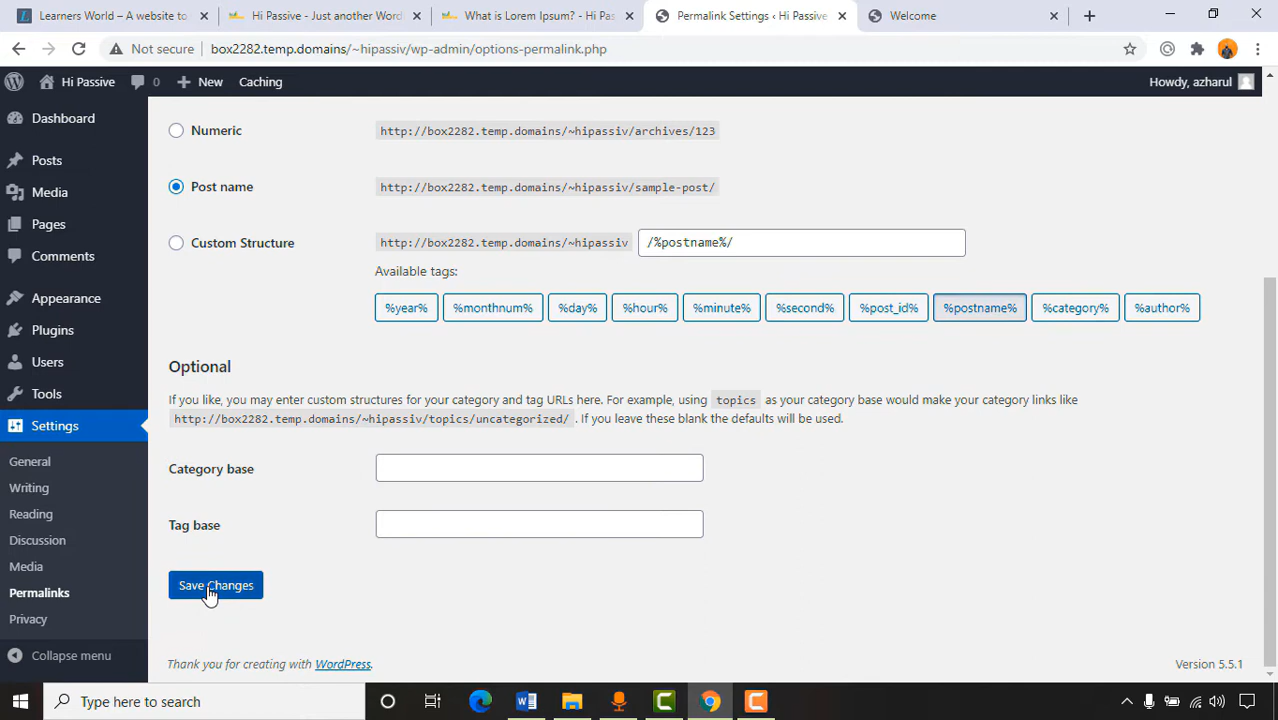 Learners World – A website to
Hi Passive - Just another Word
What is Lorem Ipsum? - Hi Pas
Permalink Settings ‹ Hi Passive
Welcome
Not secure
box2282.temp.domains/~hipassiv/wp-admin/options-permalink.php
Hi Passive
0
New
Caching
Howdy, azharul
Dashboard
Posts
Media
Pages
Comments
Appearance
Plugins
Users
Tools
Settings
General
Writing
Reading
Discussion
Media
Permalinks
Privacy
Collapse menu
Numeric
http://box2282.temp.domains/~hipassiv/archives/123
Post name
http://box2282.temp.domains/~hipassiv/sample-post/
Custom Structure
http://box2282.temp.domains/~hipassiv
/%postname%/
Available tags:
%year% %monthnum% %day% %hour% %minute% %second% %post_id% %postname% %category% %author%
Optional
If you like, you may enter custom structures for your category and tag URLs here. For example, using topics as your category base would make your category links like
http://box2282.temp.domains/~hipassiv/topics/uncategorized/ . If you leave these blank the defaults will be used.
Category base
Tag base
Save Changes
Thank you for creating with WordPress.
Version 5.5.1
Type here to search